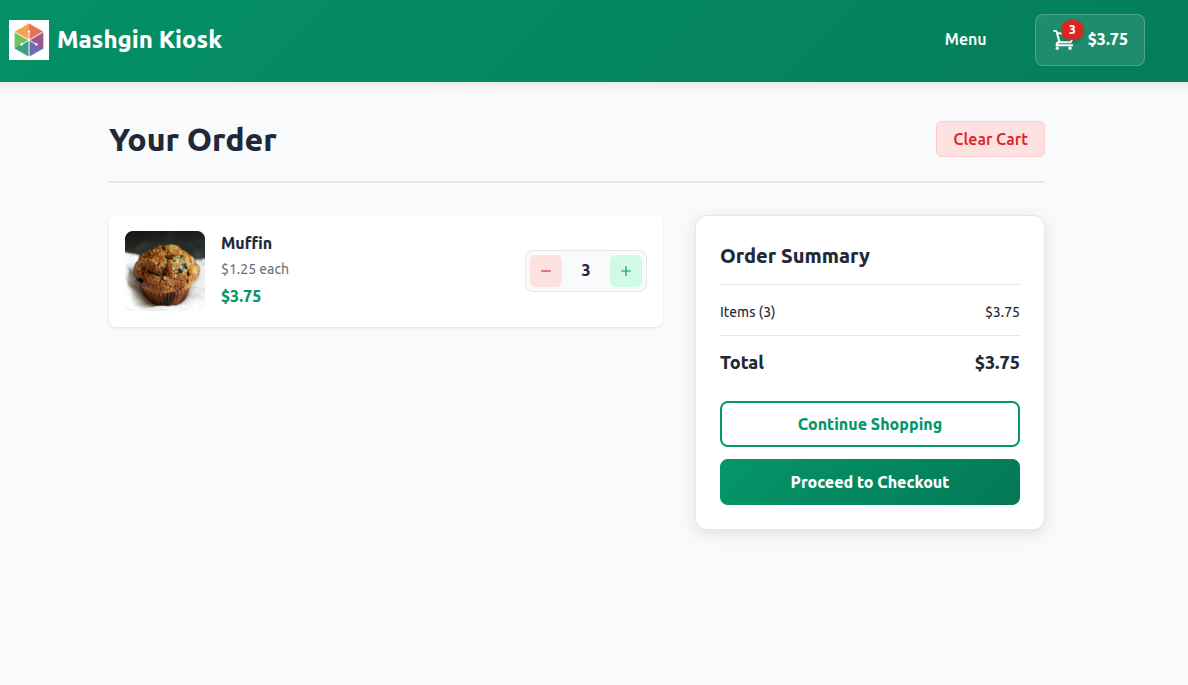 Mashgin Kiosk
Menu
3
$3.75
Your Order
Clear Cart
Muffin
$1.25 each
$3.75
− 3 +
Order Summary
Items (3) $3.75
Total $3.75
Continue Shopping
Proceed to Checkout